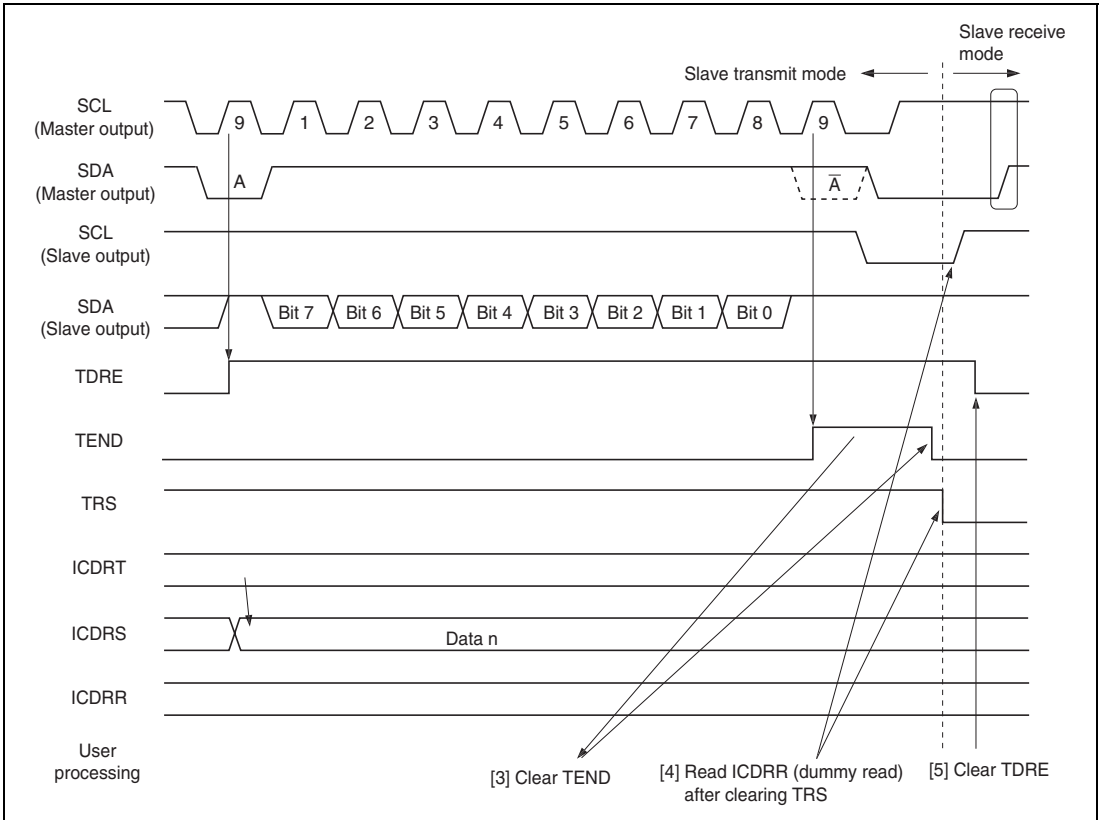 Slave receive
mode
Slave transmit mode
SCL
(Master output)
9 1 2 3 4 5 6 7 8 9
SDA
(Master output)
A A̅
SCL
(Slave output)
SDA
(Slave output)
Bit 7 Bit 6 Bit 5 Bit 4 Bit 3 Bit 2 Bit 1 Bit 0
TDRE
TEND
TRS
ICDRT
ICDRS
Data n
ICDRR
User
processing
[3] Clear TEND
[4] Read ICDRR (dummy read)
after clearing TRS
[5] Clear TDRE